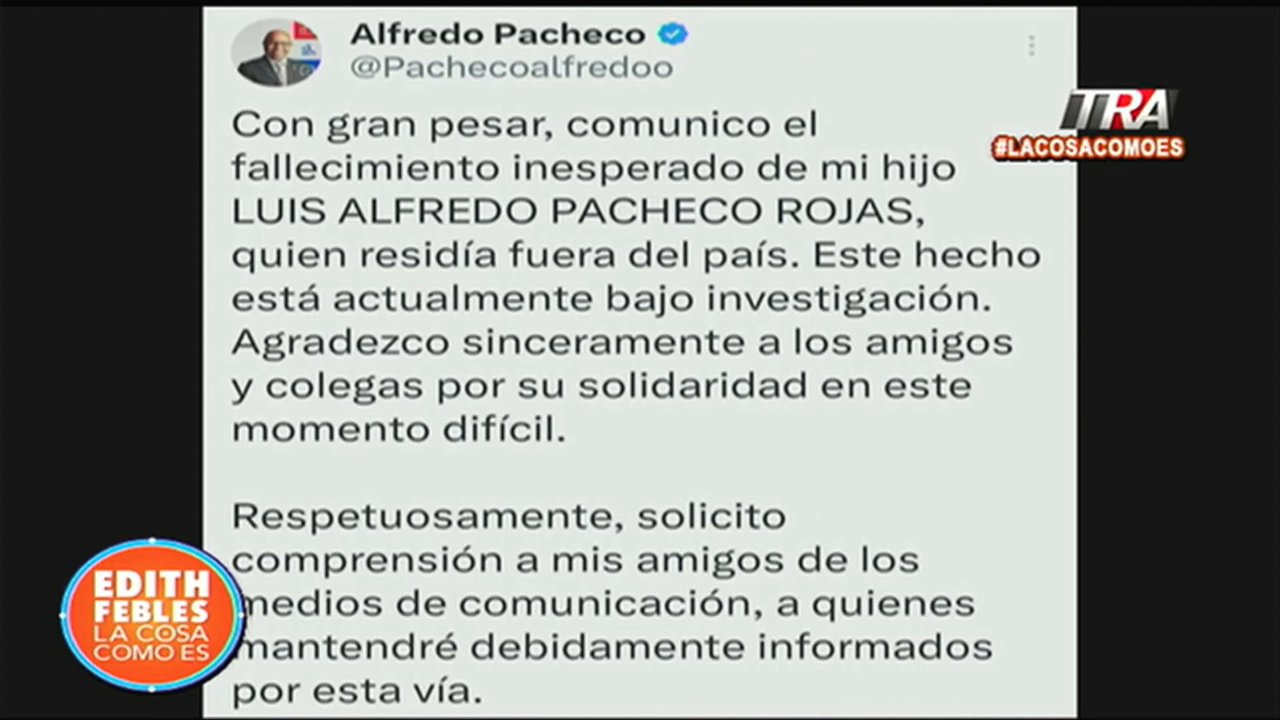 Alfredo Pacheco
@Pachecoalfredoo
Con gran pesar, comunico el
fallecimiento inesperado de mi hijo
LUIS ALFREDO PACHECO ROJAS,
quien residía fuera del país. Este hecho
está actualmente bajo investigación.
Agradezco sinceramente a los amigos
y colegas por su solidaridad en este
momento difícil.
Respetuosamente, solicito
comprensión a mis amigos de los
medios de comunicación, a quienes
mantendré debidamente informados
por esta vía.
TRA
#LACOSACOMOES
EDITH
FEBLES
LA COSA
COMO ES